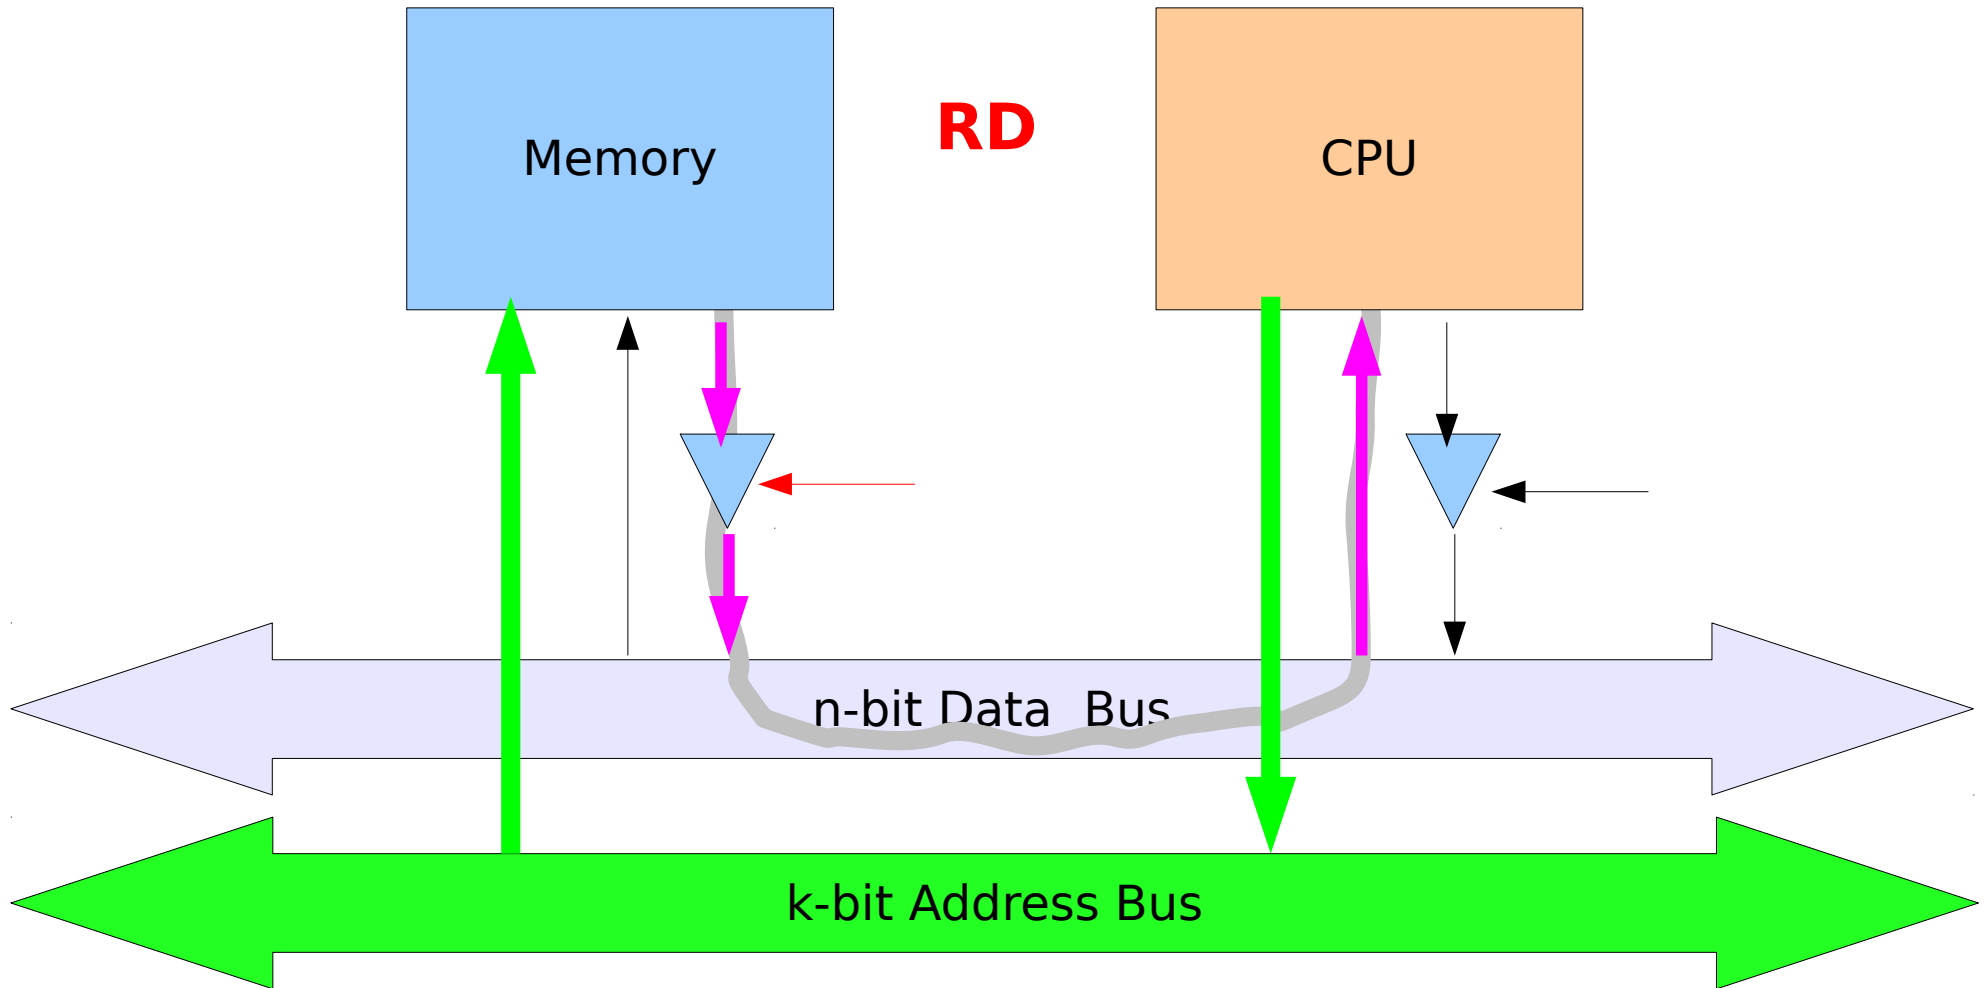 RD
Memory
CPU
n-bit Data  Bus
k-bit Address Bus